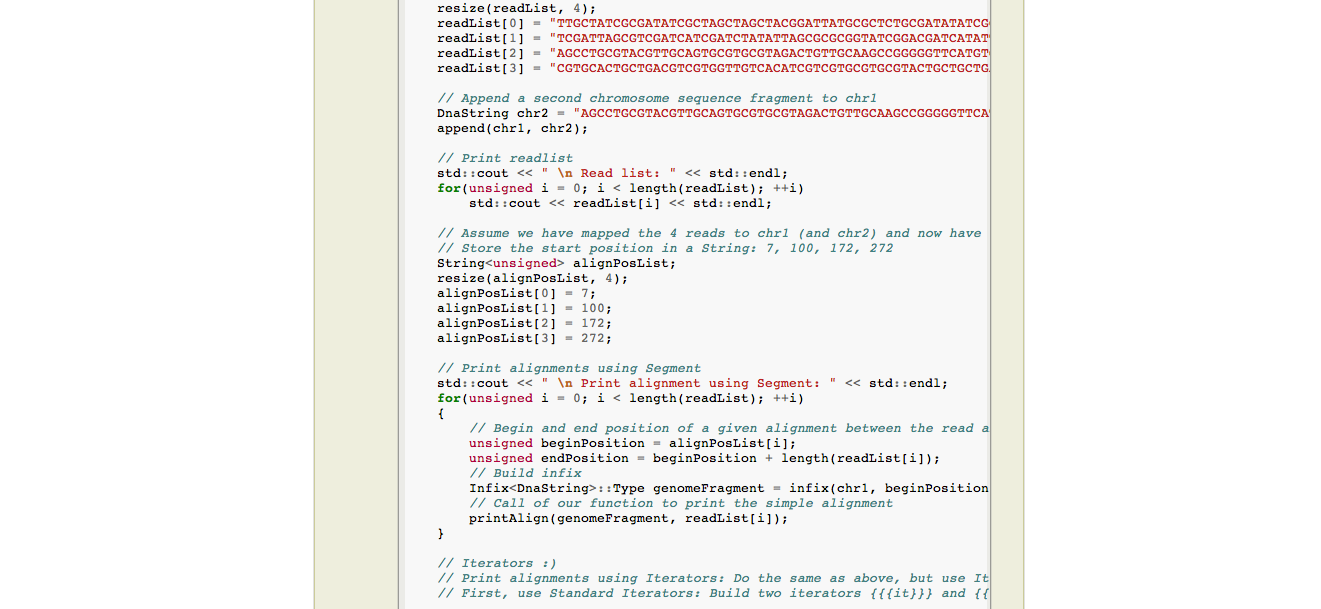 resize(readList, 4);
readList[0] = "TTGCTATCGCGATATCGCTAGCTAGCTACGGATTATGCGCTCTGCGATATATCG
readList[1] = "TCGATTAGCGTCGATCATCGATCTATATTAGCGCGCGGTATCGGACGATCATAT
readList[2] = "AGCCTGCGTACGTTGCAGTGCGTGCGTAGACTGTTGCAAGCCGGGGGTTCATGT
readList[3] = "CGTGCACTGCTGACGTCGTGGTTGTCACATCGTCGTGCGTGCGTACTGCTGCTG
// Append a second chromosome sequence fragment to chr1
DnaString chr2 = "AGCCTGCGTACGTTGCAGTGCGTGCGTAGACTGTTGCAAGCCGGGGGTTCA
append(chr1, chr2);
// Print readlist
std::cout << " \n Read list: " << std::endl;
for(unsigned i = 0; i < length(readList); ++i)
    std::cout << readList[i] << std::endl;
// Assume we have mapped the 4 reads to chr1 (and chr2) and now have
// Store the start position in a String: 7, 100, 172, 272
String<unsigned> alignPosList;
resize(alignPosList, 4);
alignPosList[0] = 7;
alignPosList[1] = 100;
alignPosList[2] = 172;
alignPosList[3] = 272;
// Print alignments using Segment
std::cout << " \n Print alignment using Segment: " << std::endl;
for(unsigned i = 0; i < length(readList); ++i)
{
    // Begin and end position of a given alignment between the read a
    unsigned beginPosition = alignPosList[i];
    unsigned endPosition = beginPosition + length(readList[i]);
    // Build infix
    Infix<DnaString>::Type genomeFragment = infix(chr1, beginPosition
    // Call of our function to print the simple alignment
    printAlign(genomeFragment, readList[i]);
}
// Iterators :)
// Print alignments using Iterators: Do the same as above, but use It
// First, use Standard Iterators: Build two iterators {{{it}}} and {{